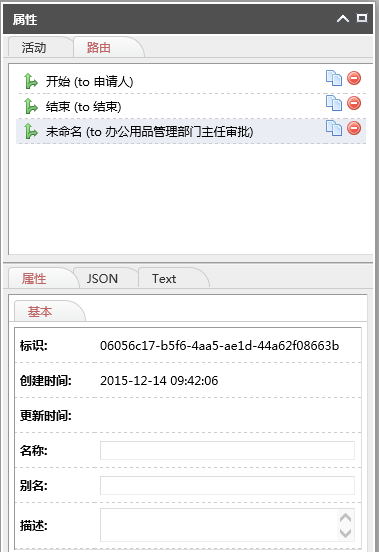 属性
活动 路由
开始 (to 申请人)
结束 (to 结束)
未命名 (to 办公用品管理部门主任审批)
属性 JSON Text
基本
标识: 06056c17-b5f6-4aa5-ae1d-44a62f08663b
创建时间: 2015-12-14 09:42:06
更新时间:
名称:
别名:
描述: